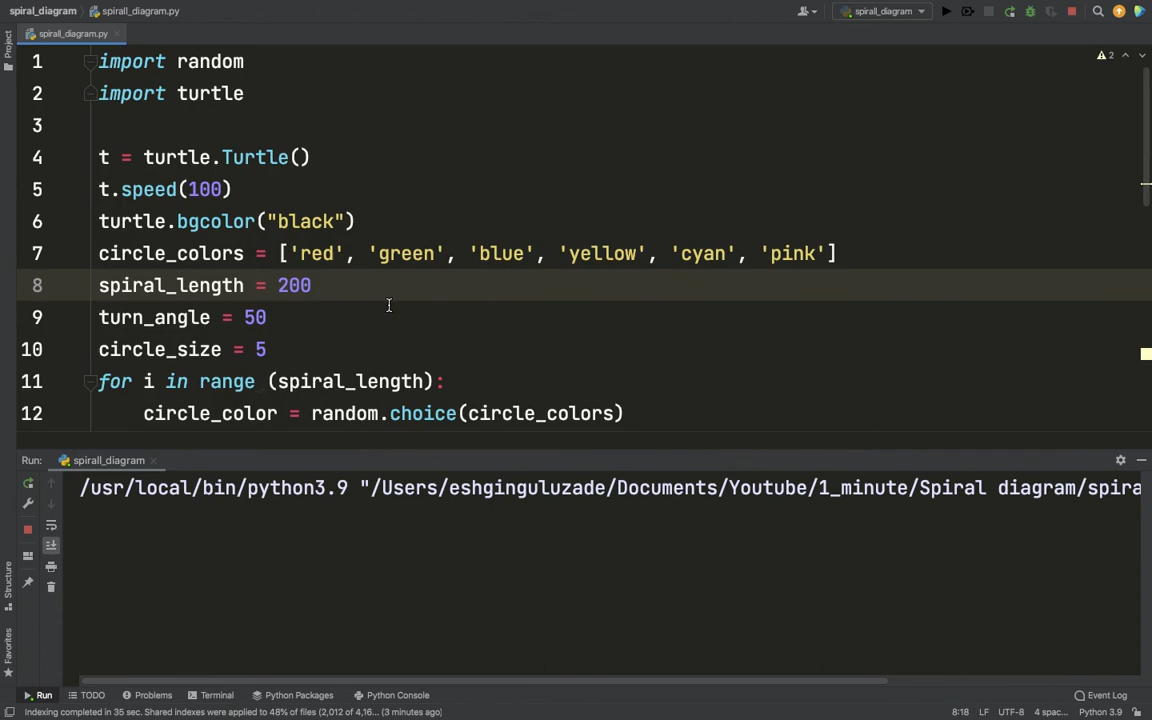 spiral_diagram spirall_diagram.py
spiral_diagram
spirall_diagram.py
Project
2
1 import random
2 import turtle
3
4 t = turtle.Turtle()
5 t.speed(100)
6 turtle.bgcolor("black")
7 circle_colors = ['red', 'green', 'blue', 'yellow', 'cyan', 'pink']
8 spiral_length = 200
9 turn_angle = 50
10 circle_size = 5
11 for i in range (spiral_length):
12 circle_color = random.choice(circle_colors)
Run: spirall_diagram
/usr/local/bin/python3.9 "/Users/eshginguluzade/Documents/Youtube/1_minute/Spiral diagram/spira
Structure
Favorites
Run TODO Problems Terminal Python Packages Python Console Event Log
Indexing completed in 35 sec. Shared indexes were applied to 48% of files (2,012 of 4,16... (3 minutes ago) 8:18 LF UTF-8 4 spac... Python 3.9